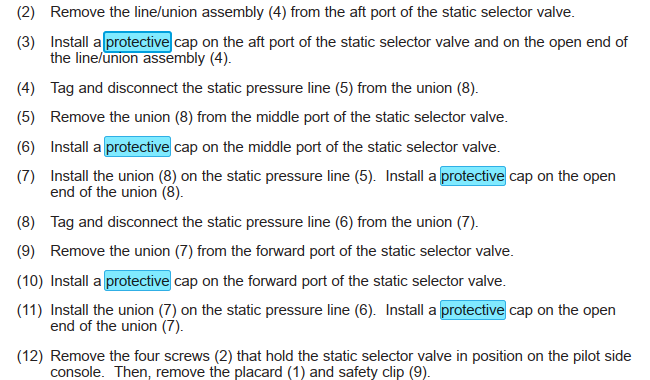 (2) Remove the line/union assembly (4) from the aft port of the static selector valve.
(3) Install a protective cap on the aft port of the static selector valve and on the open end of
the line/union assembly (4).
(4) Tag and disconnect the static pressure line (5) from the union (8).
(5) Remove the union (8) from the middle port of the static selector valve.
(6) Install a protective cap on the middle port of the static selector valve.
(7) Install the union (8) on the static pressure line (5). Install a protective cap on the open
end of the union (8).
(8) Tag and disconnect the static pressure line (6) from the union (7).
(9) Remove the union (7) from the forward port of the static selector valve.
(10) Install a protective cap on the forward port of the static selector valve.
(11) Install the union (7) on the static pressure line (6). Install a protective cap on the open
end of the union (7).
(12) Remove the four screws (2) that hold the static selector valve in position on the pilot side
console. Then, remove the placard (1) and safety clip (9).